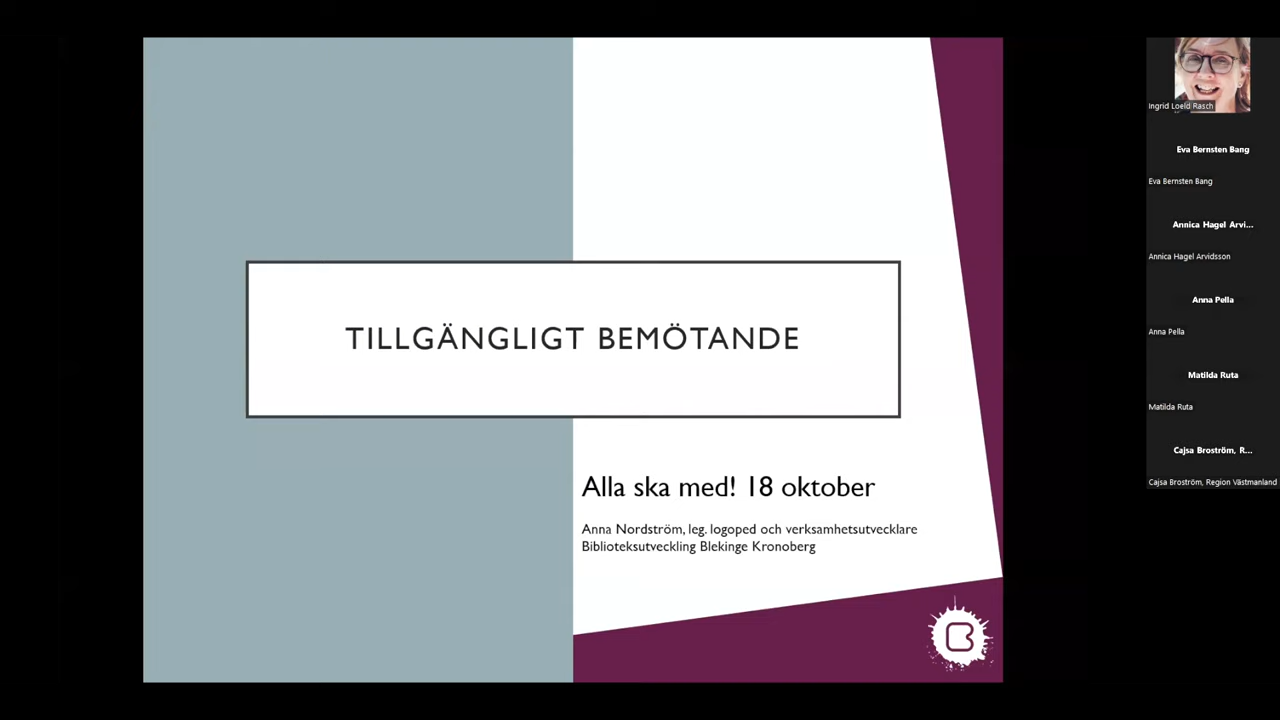 TILLGÄNGLIGT BEMÖTANDE
Alla ska med! 18 oktober
Anna Nordström, leg. logoped och verksamhetsutvecklare
Biblioteksutveckling Blekinge Kronoberg
Ingrid Loeld Rasch
Eva Bernsten Bang
Eva Bernsten Bang
Annica Hagel Arvi...
Annica Hagel Arvidsson
Anna Pella
Anna Pella
Matilda Ruta
Matilda Ruta
Cajsa Broström, R...
Cajsa Broström, Region Västmanland